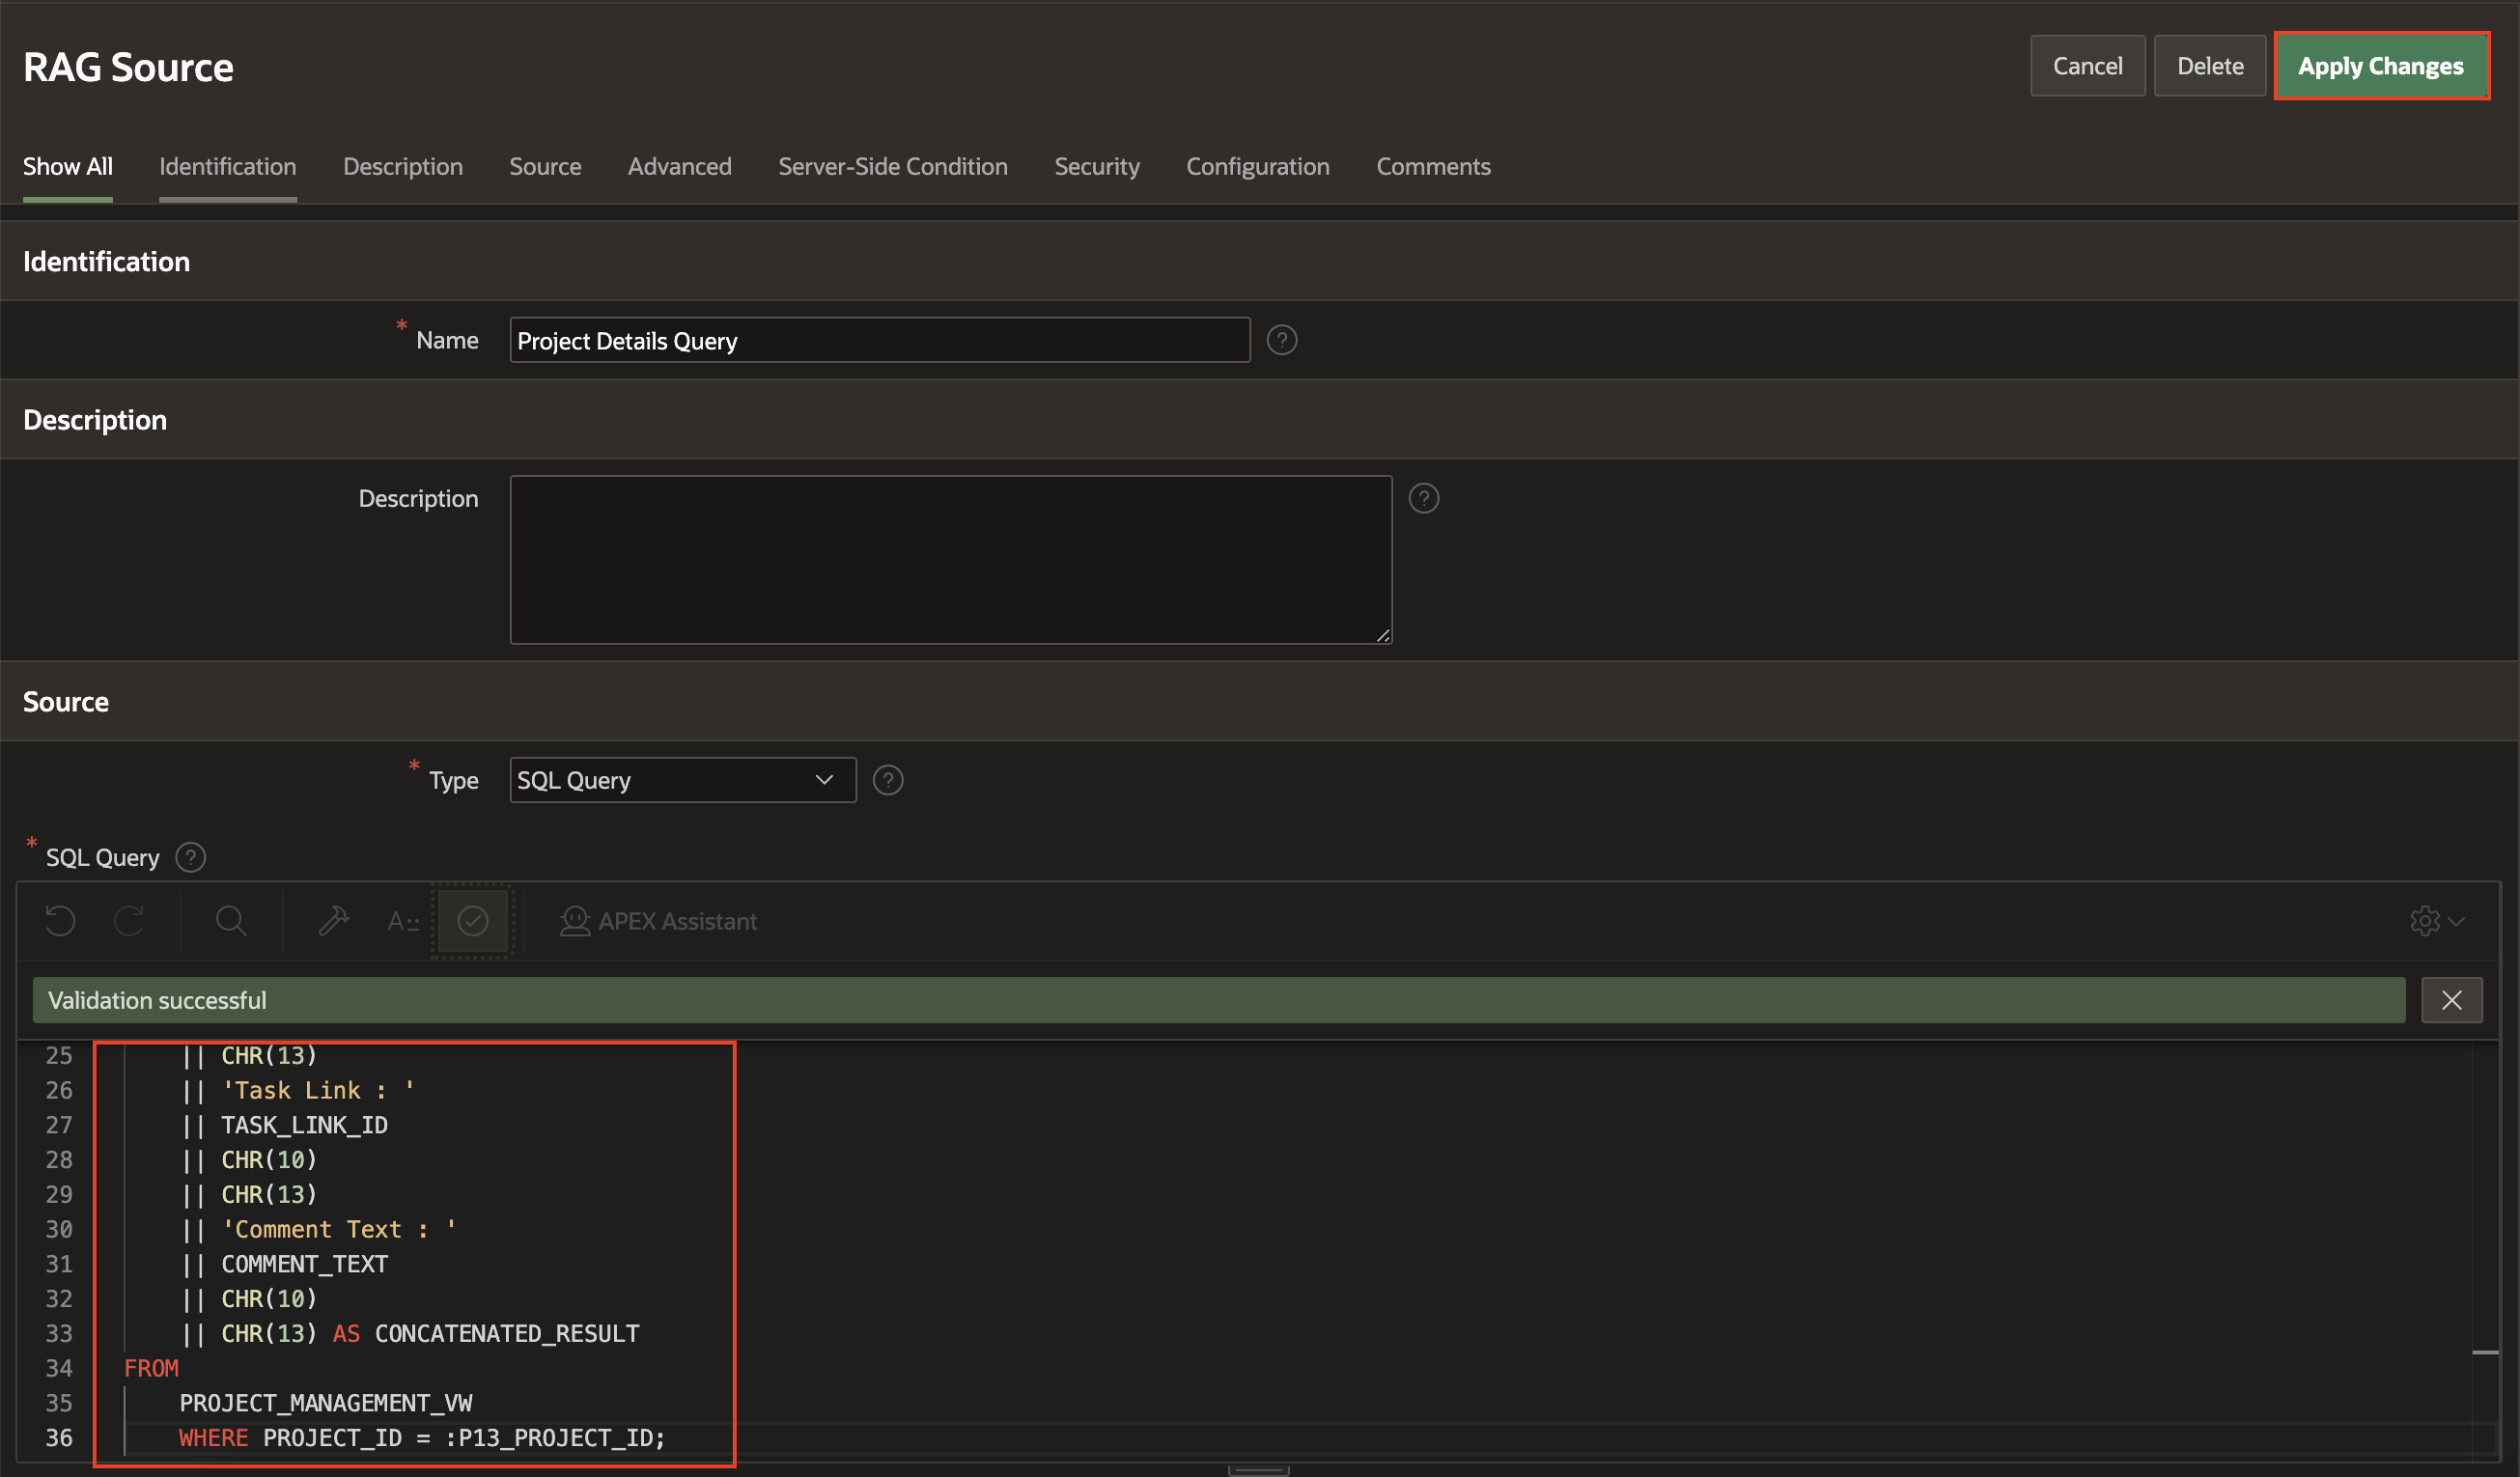 RAG Source
Cancel
Delete
Apply Changes
Show All
Identification
Description
Source
Advanced
Server-Side Condition
Security
Configuration
Comments
Identification
* Name
Project Details Query
?
Description
Description
?
Source
* Type
SQL Query
?
* SQL Query ?
A
APEX Assistant
Validation successful
25 || CHR(13)
26 || 'Task Link : '
27 || TASK_LINK_ID
28 || CHR(10)
29 || CHR(13)
30 || 'Comment Text : '
31 || COMMENT_TEXT
32 || CHR(10)
33 || CHR(13) AS CONCATENATED_RESULT
34 FROM
35 PROJECT_MANAGEMENT_VW
36 WHERE PROJECT_ID = :P13_PROJECT_ID;